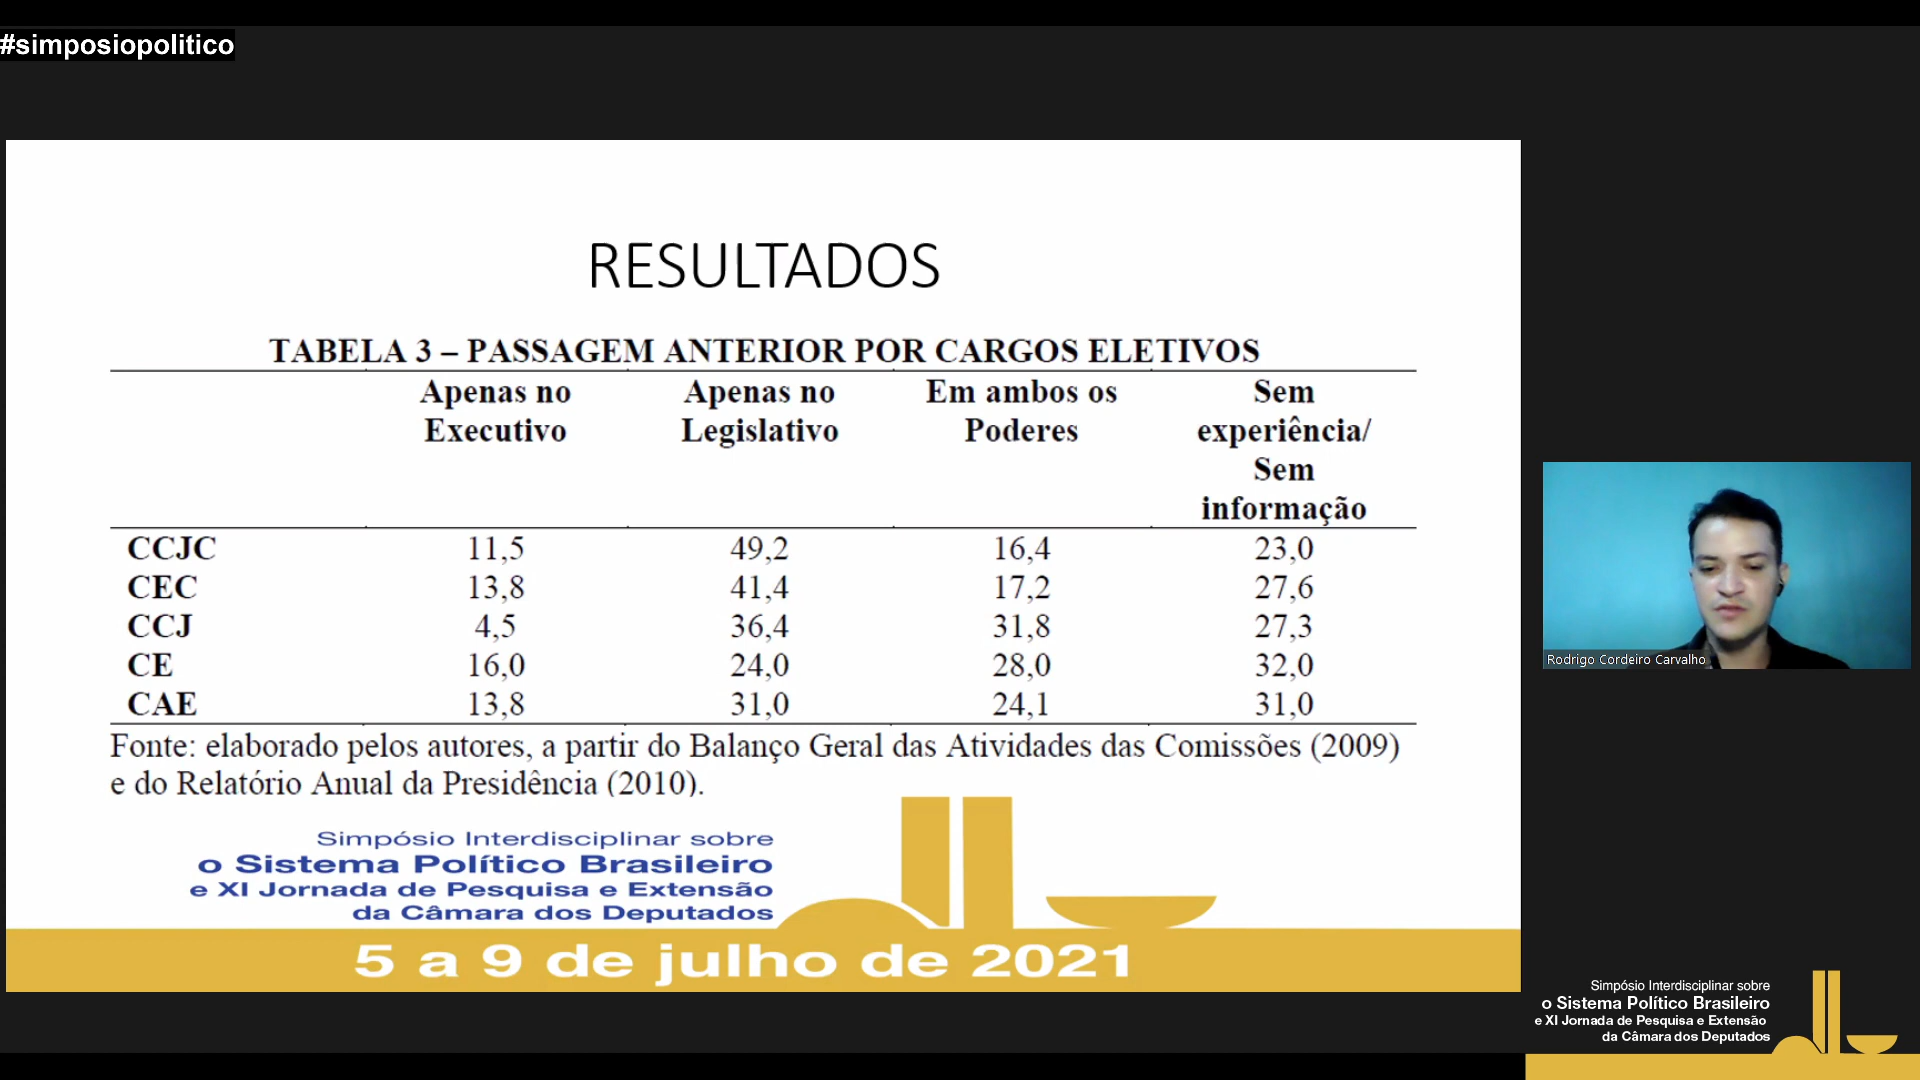 #simposiopolitico
RESULTADOS
TABELA 3 – PASSAGEM ANTERIOR POR CARGOS ELETIVOS
Apenas no Executivo Apenas no Legislativo Em ambos os Poderes Sem experiência/ Sem informação
CCJC 11,5 49,2 16,4 23,0
CEC 13,8 41,4 17,2 27,6
CCJ 4,5 36,4 31,8 27,3
CE 16,0 24,0 28,0 32,0
CAE 13,8 31,0 24,1 31,0
Fonte: elaborado pelos autores, a partir do Balanço Geral das Atividades das Comissões (2009)
e do Relatório Anual da Presidência (2010).
Simpósio Interdisciplinar sobre
o Sistema Político Brasileiro
e XI Jornada de Pesquisa e Extensão
da Câmara dos Deputados
5 a 9 de julho de 2021
Rodrigo Cordeiro Carvalho
Simpósio Interdisciplinar sobre
o Sistema Político Brasileiro
e XI Jornada de Pesquisa e Extensão
da Câmara dos Deputados